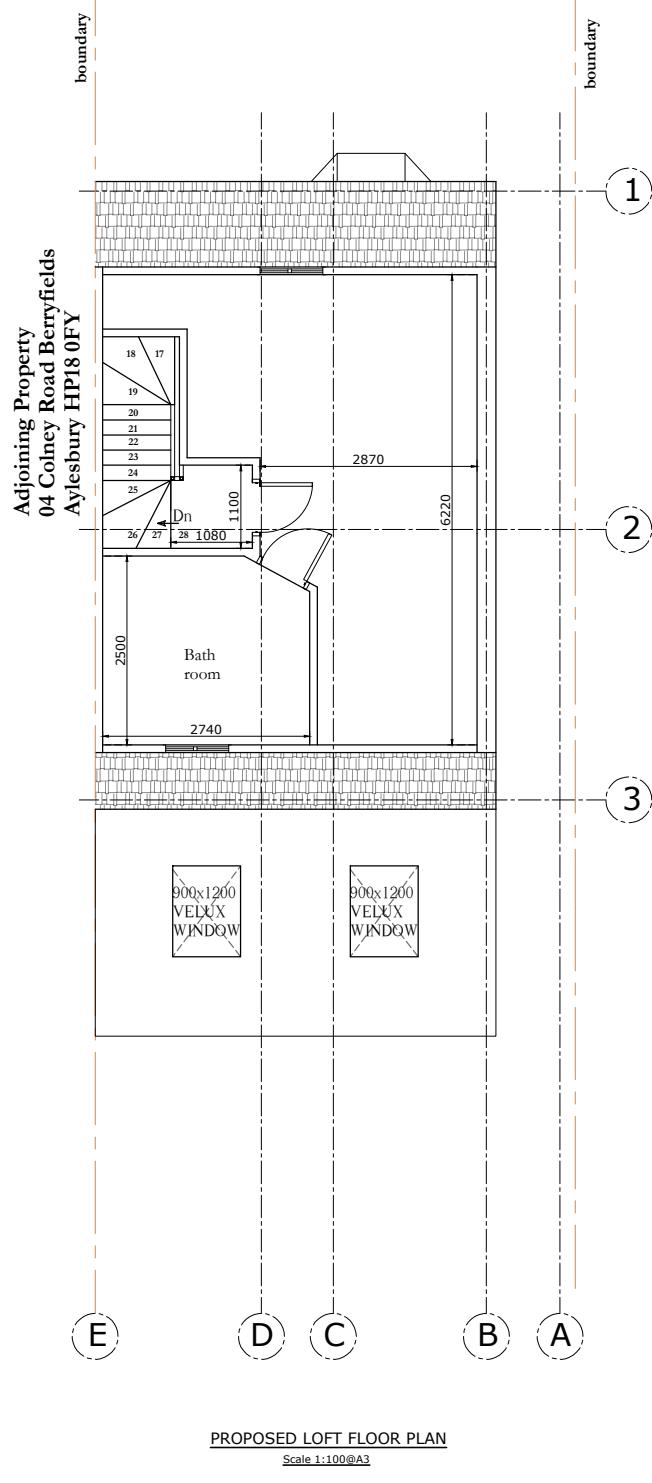 boundary
boundary
1
Adjoining Property
04 Colney Road Berryfields
Aylesbury HP18 0FY
18 17
19
20
21
22
23
24
25
26 27 28
Dn
1080
1100
2870
6220
2
2500
Bath
room
2740
3
900x1200
VELUX
WINDOW
900x1200
VELUX
WINDOW
E D C B A
PROPOSED LOFT FLOOR PLAN
Scale 1:100@A3